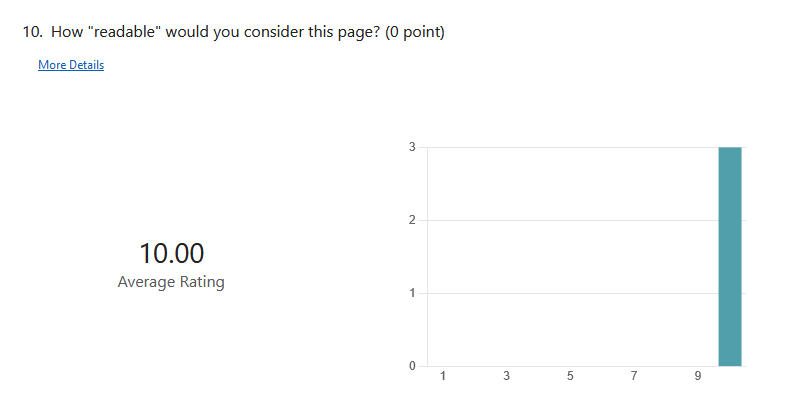 10. How "readable" would you consider this page? (0 point)
More Details
3
2
10.00
Average Rating
1
0
1 3 5 7 9